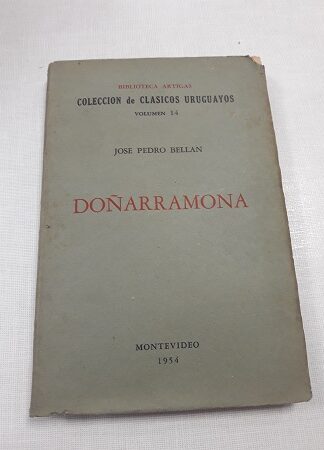 BIBLIOTECA ARTIGAS
COLECCION de CLASICOS URUGUAYOS
VOLUMEN 14
JOSE PEDRO BELLAN
DOÑARRAMONA
MONTEVIDEO
1954